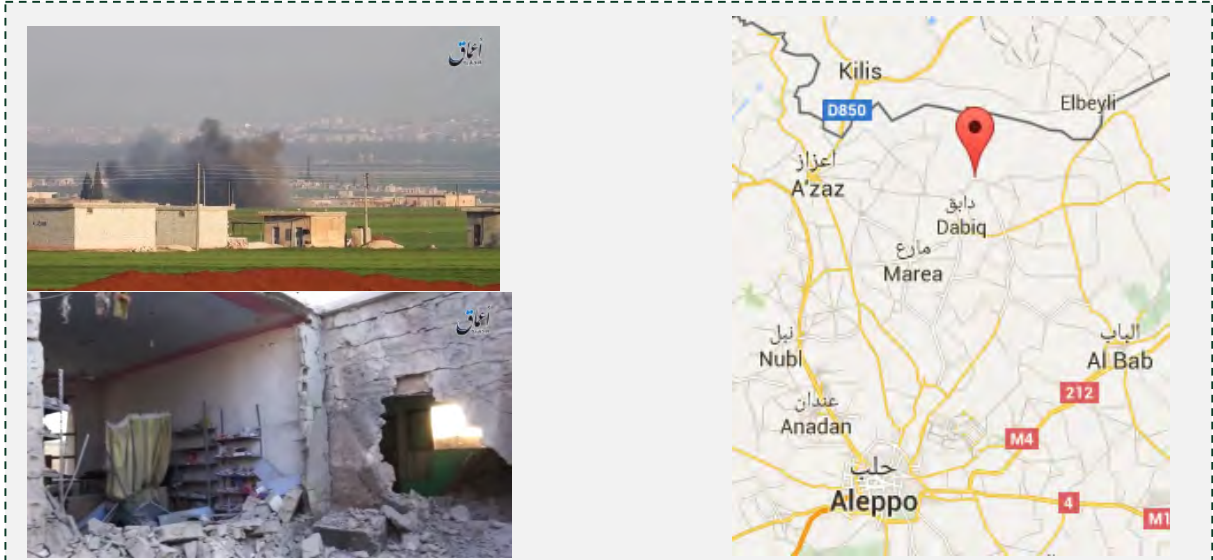 أعماق
أعماق
Kilis
D850
Elbeyli
اعزاز
A'zaz
دابق
Dabiq
مارع
Marea
نبل
Nubl
الباب
Al Bab
212
عندان
Anadan
M4
حلب
Aleppo
4
M1